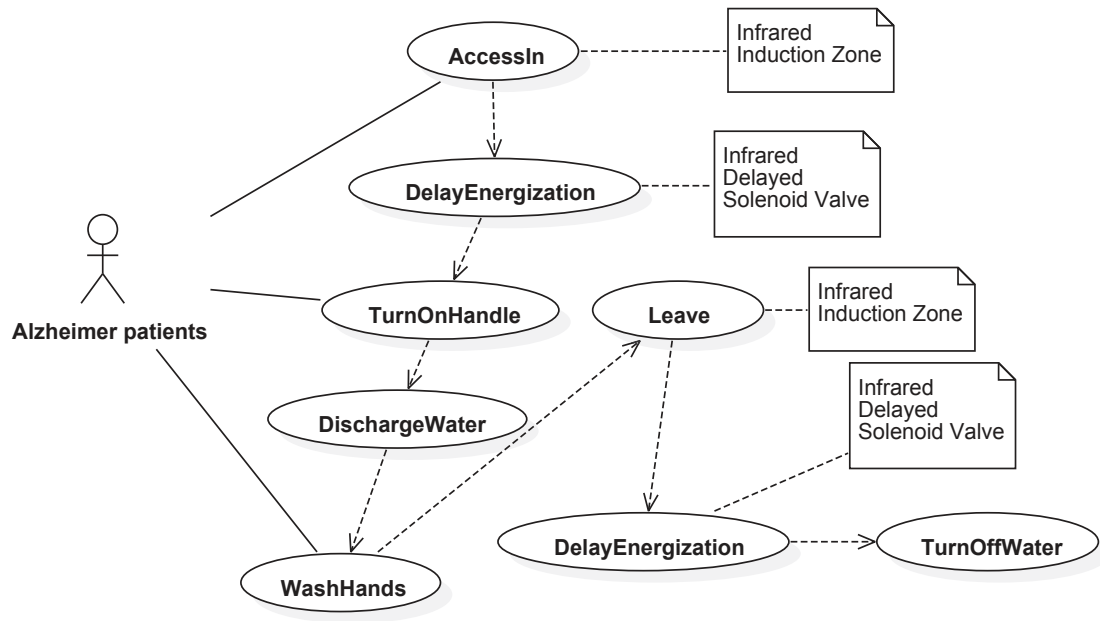 AccessIn
Infrared
Induction Zone
DelayEnergization
Infrared
Delayed
Solenoid Valve
Alzheimer patients
TurnOnHandle
Leave
Infrared
Induction Zone
DischargeWater
Infrared
Delayed
Solenoid Valve
DelayEnergization
TurnOffWater
WashHands